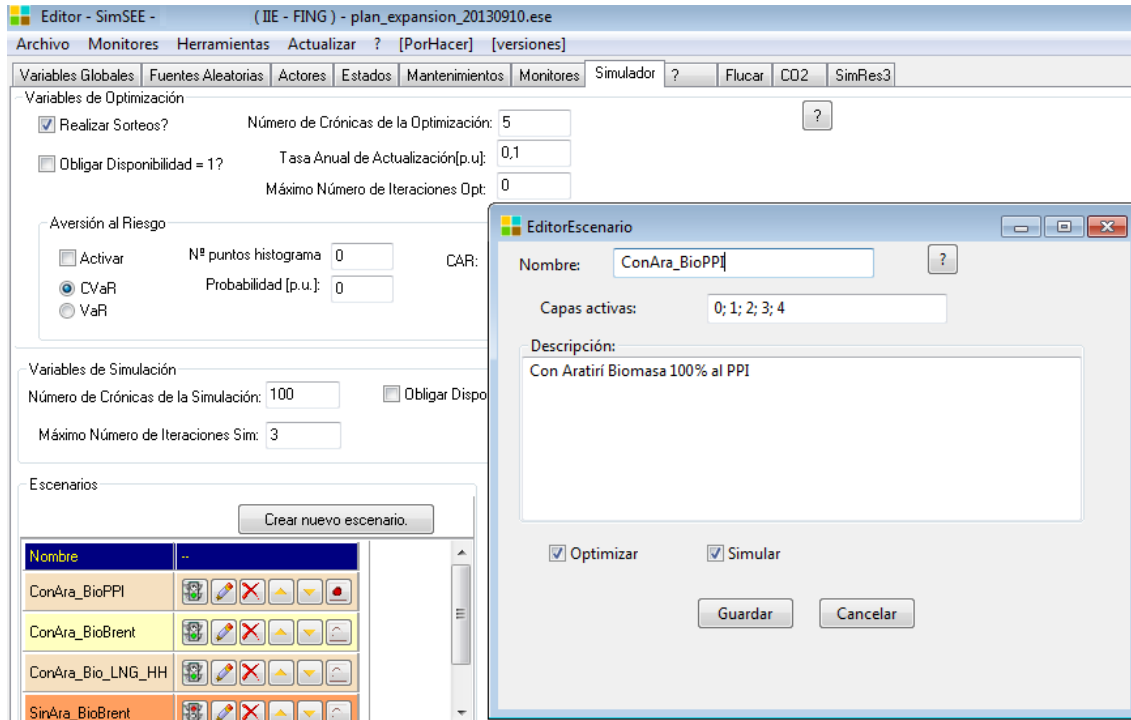 Editor - SimSEE - ( IIE - FING ) - plan_expansion_20130910.ese
Archivo Monitores Herramientas Actualizar ? [PorHacer] [versiones]
Variables Globales Fuentes Aleatorias Actores Estados Mantenimientos Monitores Simulador ? Flucar CO2 SimRes3
Variables de Optimización
Realizar Sorteos? Número de Crónicas de la Optimización: 5 ?
Obligar Disponibilidad = 1? Tasa Anual de Actualización[p.u]: 0,1
Máximo Número de Iteraciones Opt: 0
Aversión al Riesgo
Activar Nª puntos histograma 0 CAR:
CVaR Probabilidad [p.u.]: 0
VaR
Variables de Simulación
Número de Crónicas de la Simulación: 100 Obligar Dispo
Máximo Número de Iteraciones Sim: 3
Escenarios
Crear nuevo escenario.
Nombre --
ConAra_BioPPI
ConAra_BioBrent
ConAra_Bio_LNG_HH
SinAra_BioBrent
EditorEscenario
Nombre: ConAra_BioPPI ?
Capas activas: 0; 1; 2; 3; 4
Descripción:
Con Aratirí Biomasa 100% al PPI
Optimizar Simular
Guardar Cancelar